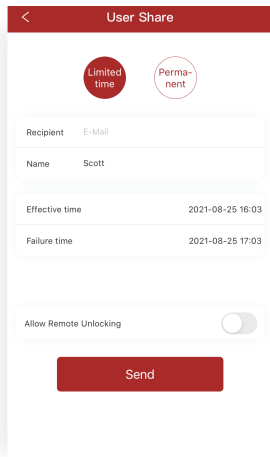 User Share
Limited
time
Perma-
nent
Recipient E-Mail
Name Scott
Effective time 2021-08-25 16:03
Failure time 2021-08-25 17:03
Allow Remote Unlocking
Send